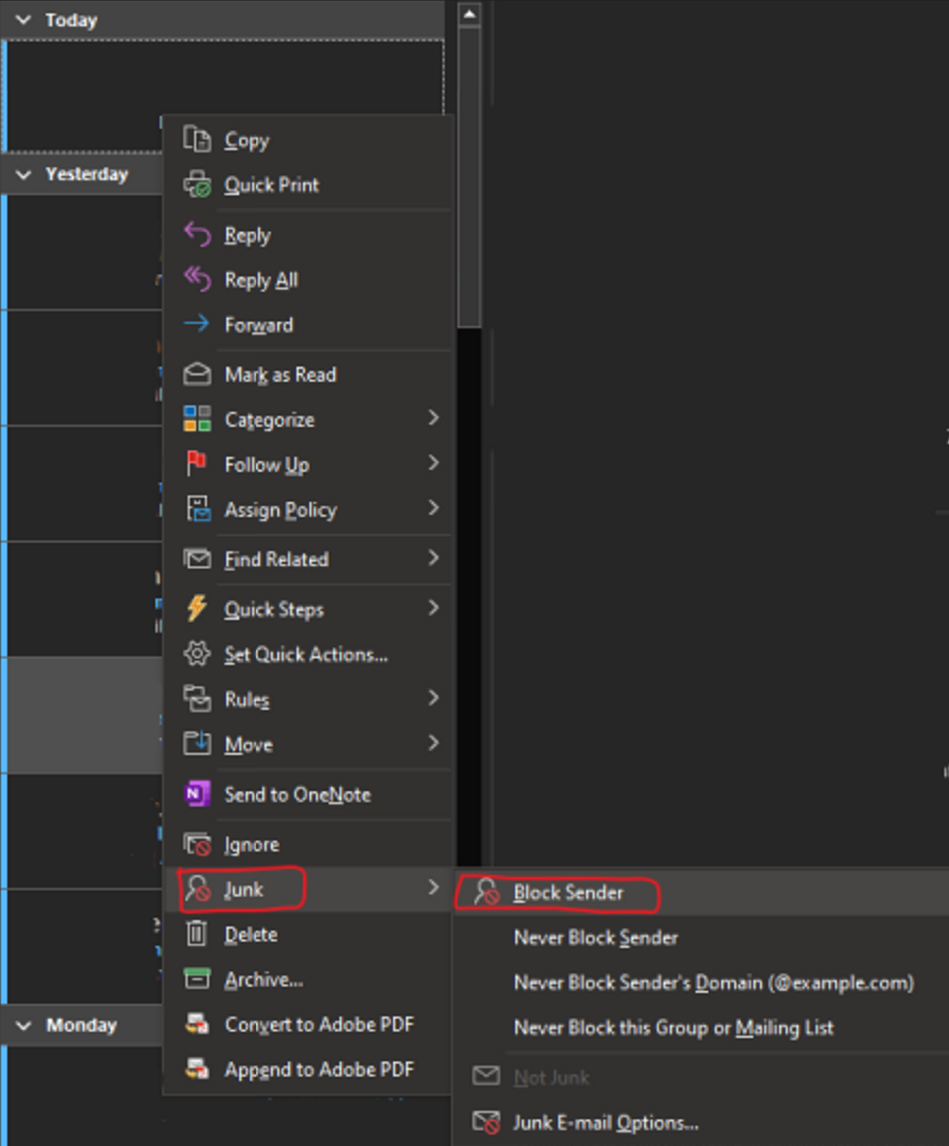 Today
Yesterday
Monday
Copy
Quick Print
Reply
Reply All
Forward
Mark as Read
Categorize
Follow Up
Assign Policy
Find Related
Quick Steps
Set Quick Actions...
Rules
Move
Send to OneNote
Ignore
Junk
Delete
Archive...
Convert to Adobe PDF
Append to Adobe PDF
Block Sender
Never Block Sender
Never Block Sender's Domain (@example.com)
Never Block this Group or Mailing List
Not Junk
Junk E-mail Options...